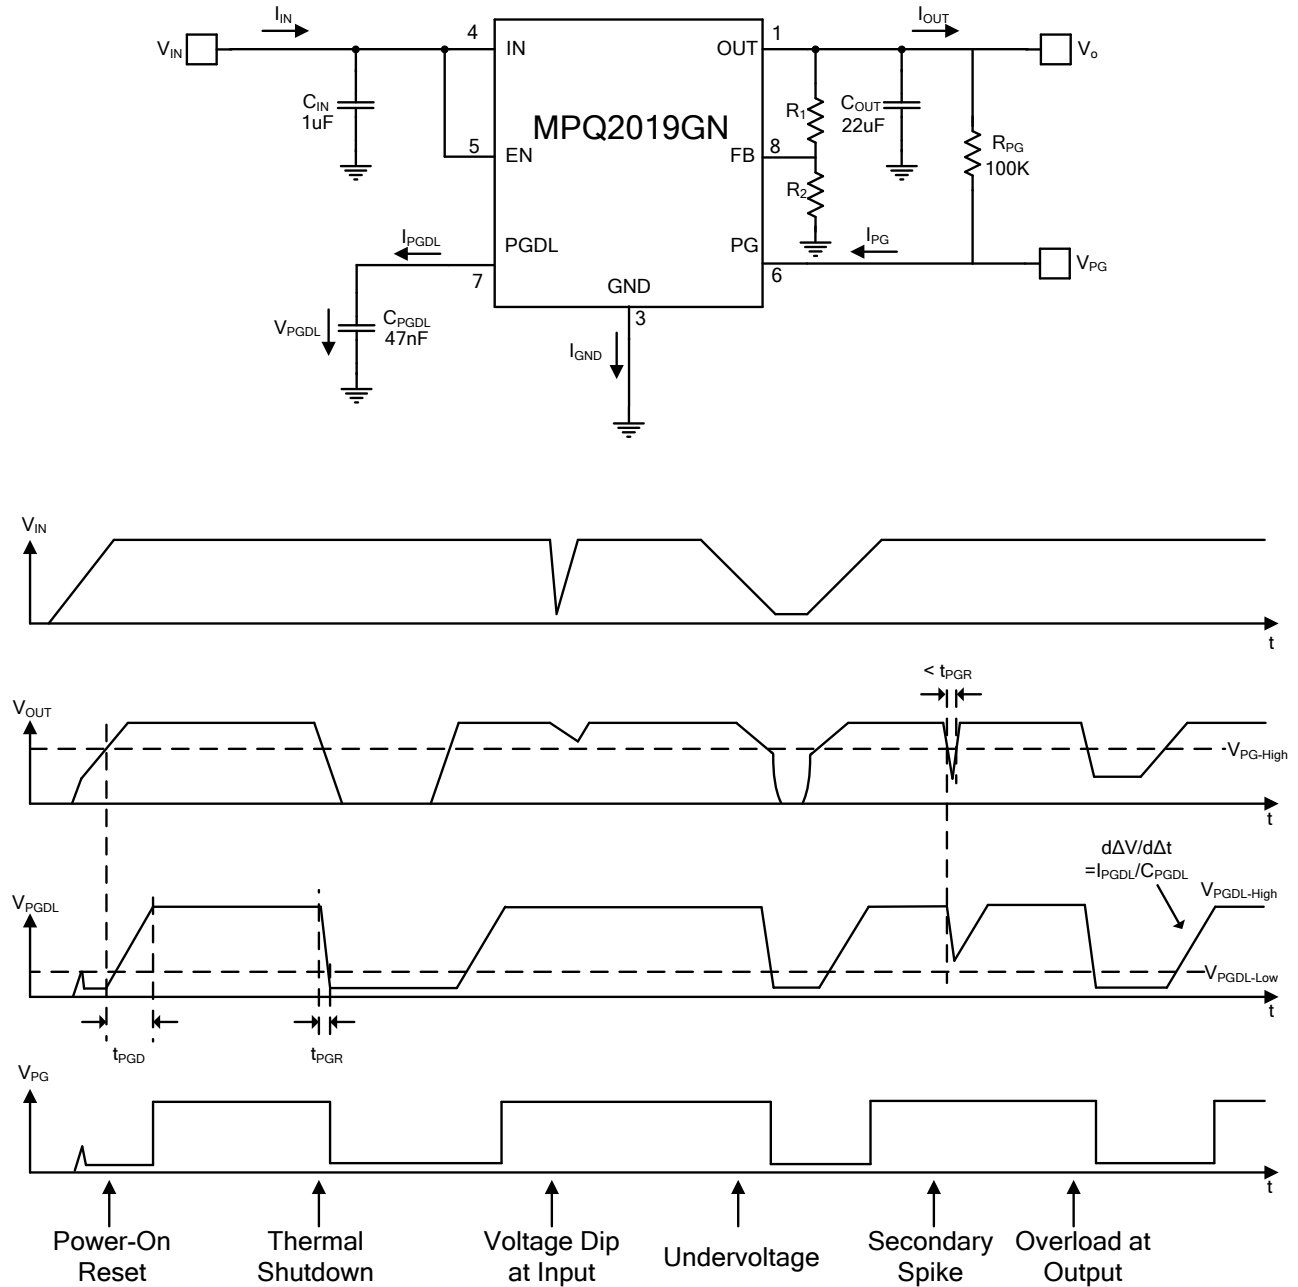 I_IN
I_OUT
V_IN
4
IN
OUT
1
V_o
C_IN
1uF
MPQ2019GN
R_1
C_OUT
22uF
R_PG
100K
5
EN
FB
8
R_2
I_PGDL
PGDL
PG
I_PG
7
6
V_PG
GND
3
V_PGDL
C_PGDL
47nF
I_GND
V_IN
t
< t_PGR
V_OUT
V_PG-High
t
dΔV/dΔt
=I_PGDL/C_PGDL
V_PGDL
V_PGDL-High
V_PGDL-Low
t
t_PGD
t_PGR
V_PG
t
Power-On
Reset
Thermal
Shutdown
Voltage Dip
at Input
Undervoltage
Secondary
Spike
Overload at
Output